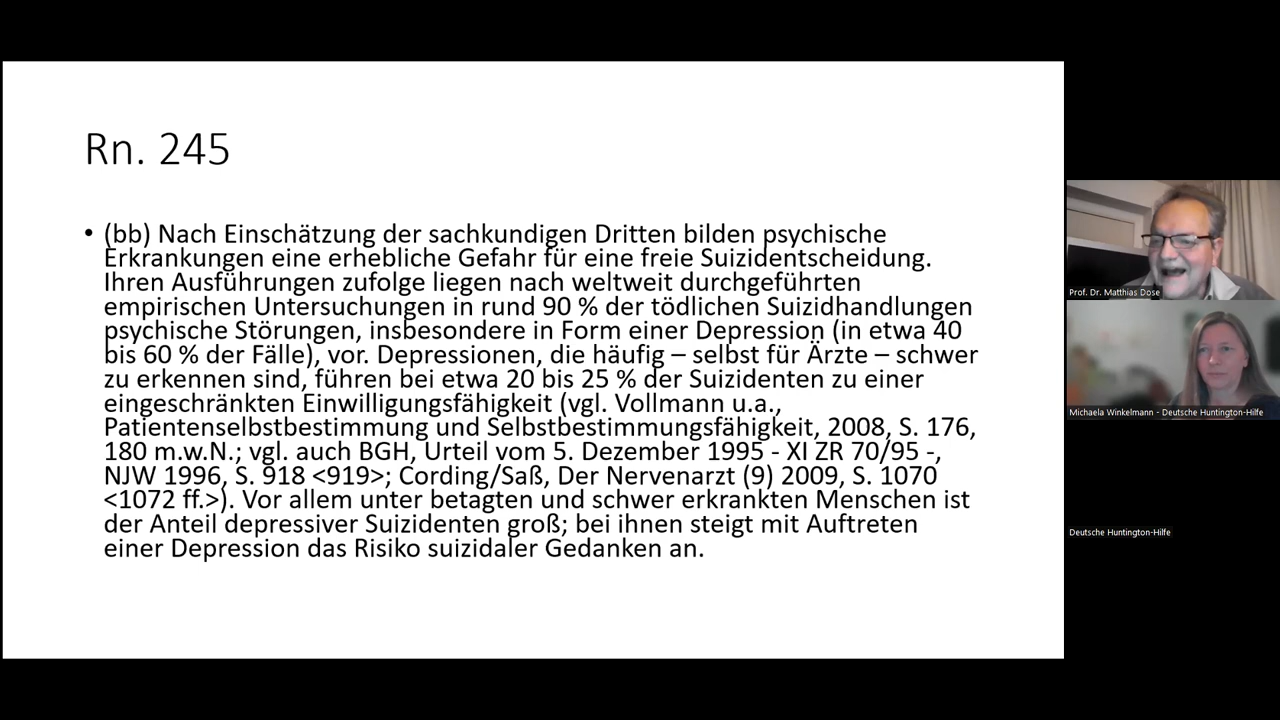 Rn. 245
• (bb) Nach Einschätzung der sachkundigen Dritten bilden psychische
Erkrankungen eine erhebliche Gefahr für eine freie Suizidentscheidung.
Ihren Ausführungen zufolge liegen nach weltweit durchgeführten
empirischen Untersuchungen in rund 90 % der tödlichen Suizidhandlungen
psychische Störungen, insbesondere in Form einer Depression (in etwa 40
bis 60 % der Fälle), vor. Depressionen, die häufig – selbst für Ärzte – schwer
zu erkennen sind, führen bei etwa 20 bis 25 % der Suizidenten zu einer
eingeschränkten Einwilligungsfähigkeit (vgl. Vollmann u.a.,
Patientenselbstbestimmung und Selbstbestimmungsfähigkeit, 2008, S. 176,
180 m.w.N.; vgl. auch BGH, Urteil vom 5. Dezember 1995 - XI ZR 70/95 -,
NJW 1996, S. 918 <919>; Cording/Saß, Der Nervenarzt (9) 2009, S. 1070
<1072 ff.>). Vor allem unter betagten und schwer erkrankten Menschen ist
der Anteil depressiver Suizidenten groß; bei ihnen steigt mit Auftreten
einer Depression das Risiko suizidaler Gedanken an.
Prof. Dr. Matthias Dose
Michaela Winkelmann - Deutsche Huntington-Hilfe
Deutsche Huntington-Hilfe